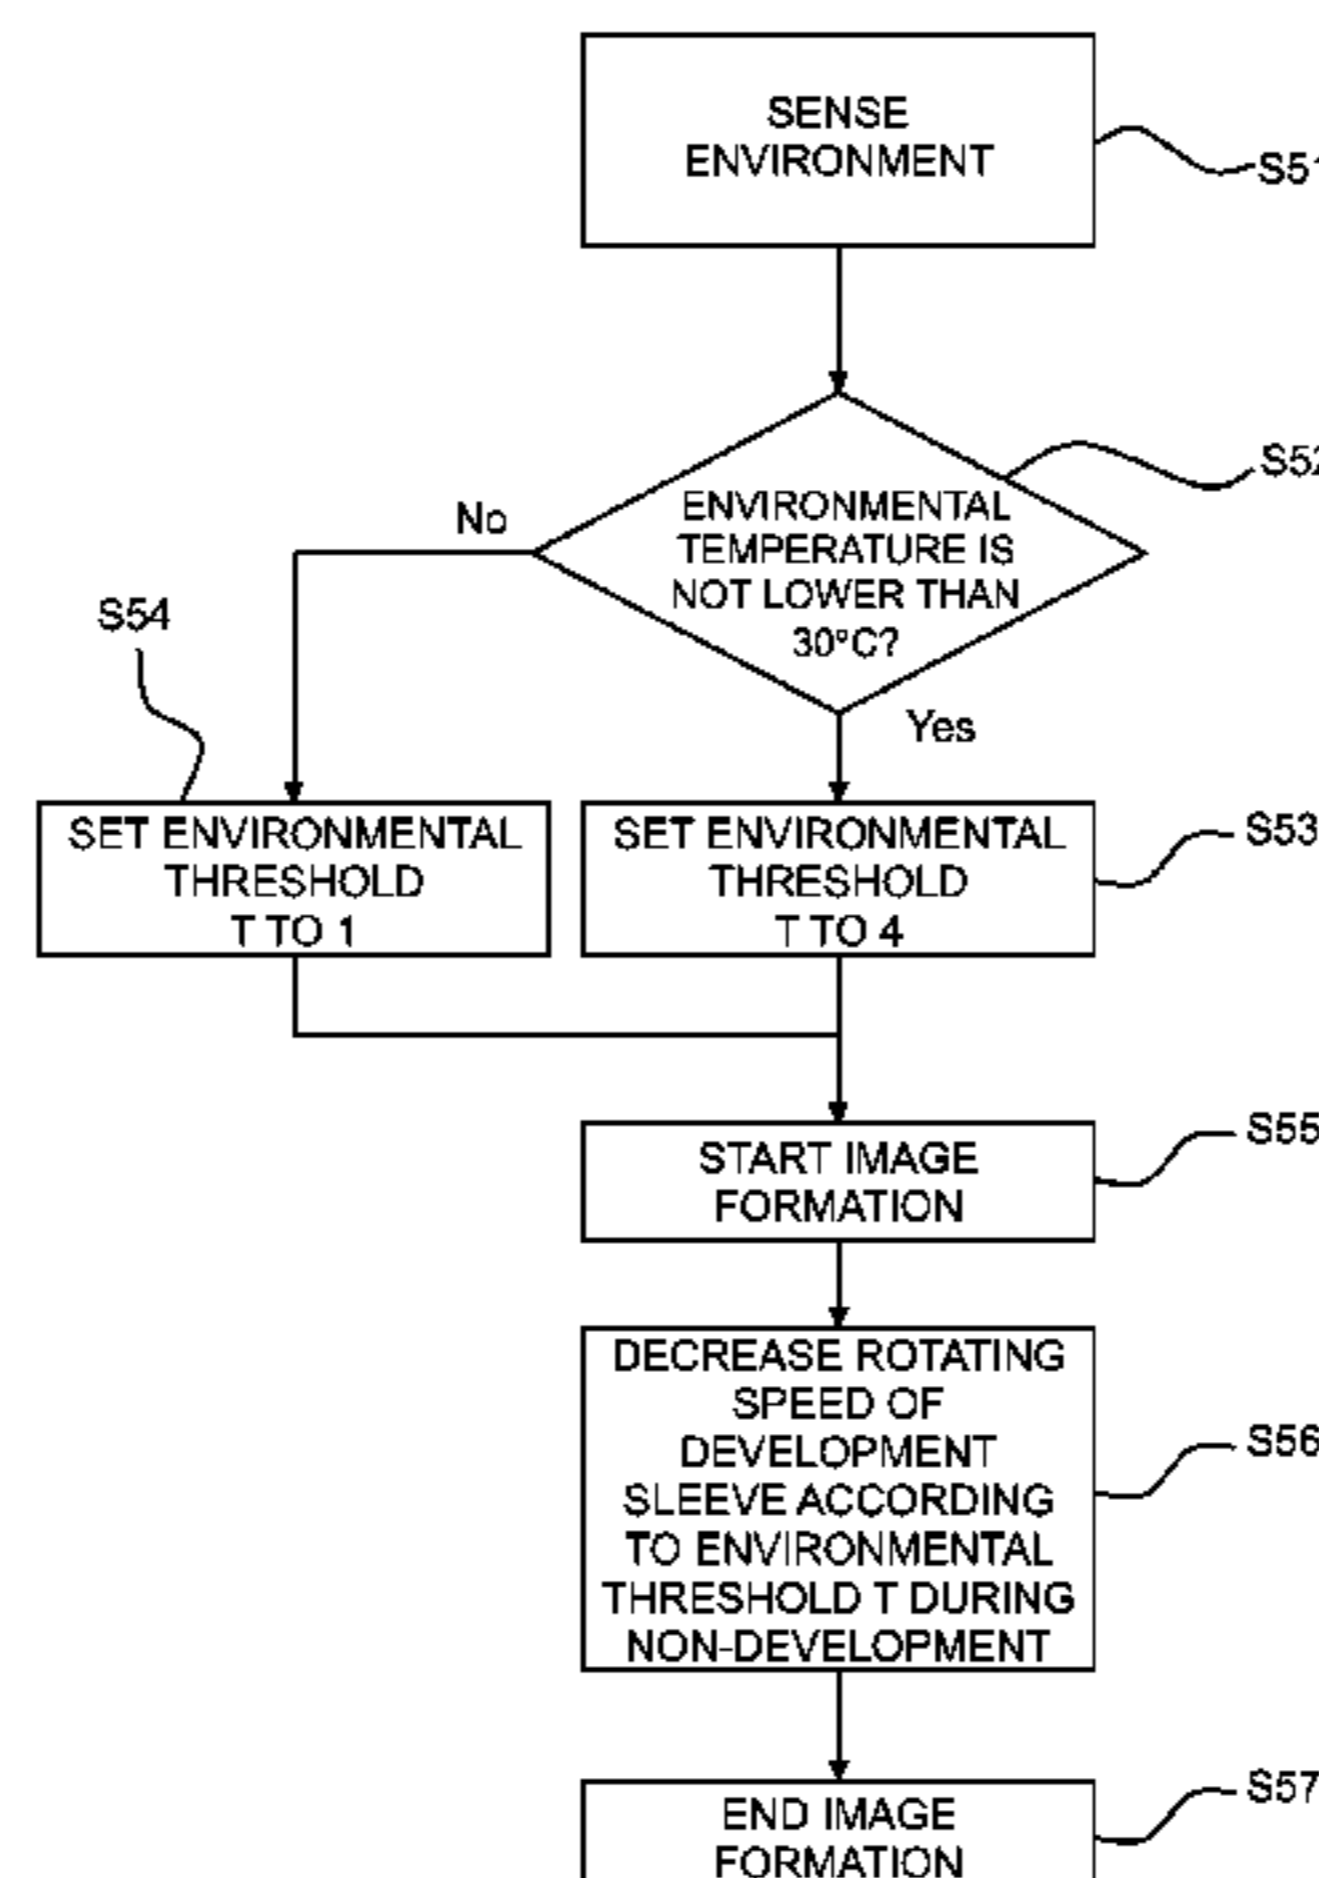 SENSE
ENVIRONMENT
S51
ENVIRONMENTAL
TEMPERATURE IS
NOT LOWER THAN
30°C?
S52
No
Yes
S54
SET ENVIRONMENTAL
THRESHOLD
T TO 1
SET ENVIRONMENTAL
THRESHOLD
T TO 4
S53
START IMAGE
FORMATION
S55
DECREASE ROTATING
SPEED OF
DEVELOPMENT
SLEEVE ACCORDING
TO ENVIRONMENTAL
THRESHOLD T DURING
NON-DEVELOPMENT
S56
END IMAGE
FORMATION
S57